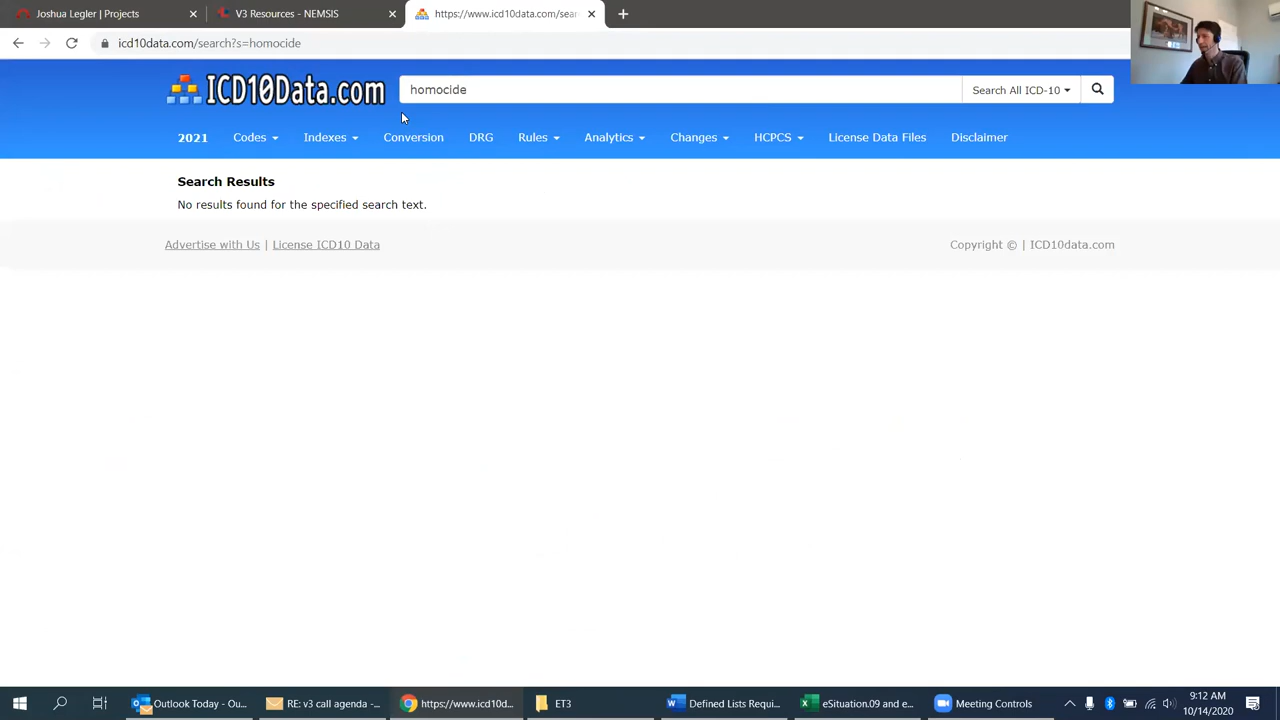 Joshua Legler | Projects
V3 Resources - NEMSIS
https://www.icd10data.com/sear
icd10data.com/search?s=homocide
ICD10Data.com
homocide
Search All ICD-10
2021
Codes
Indexes
Conversion
DRG
Rules
Analytics
Changes
HCPCS
License Data Files
Disclaimer
Search Results
No results found for the specified search text.
Advertise with Us | License ICD10 Data
Copyright © | ICD10data.com
Outlook Today - Ou...
RE: v3 call agenda -...
https://www.icd10d...
ET3
Defined Lists Requi...
eSituation.09 and e...
Meeting Controls
9:12 AM
10/14/2020